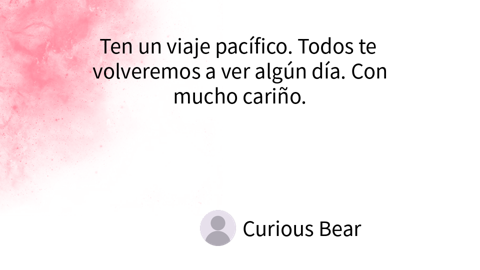 Ten un viaje pacífico. Todos te
volveremos a ver algún día. Con
mucho cariño.
Curious Bear